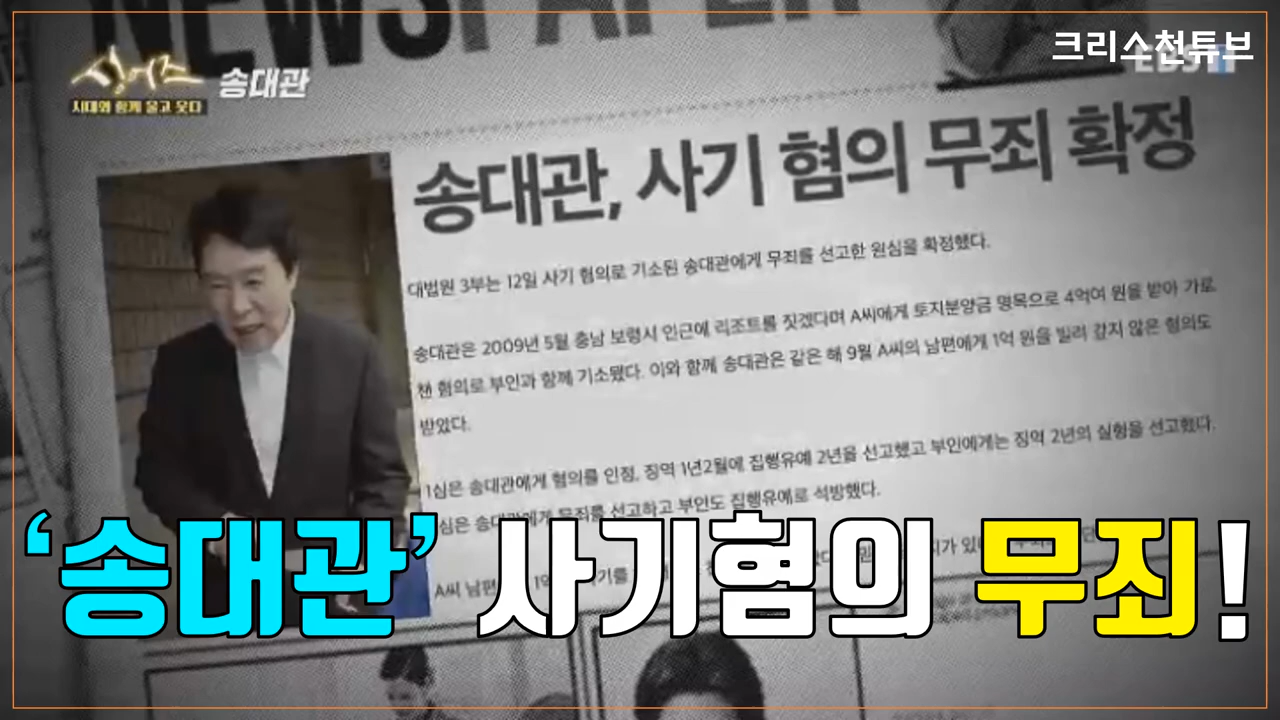 NEWSPAPER
크리스천튜브
싱어즈
시대와 함께 울고 웃다
송대관
송대관, 사기 혐의 무죄 확정
대법원 3부는 12일 사기 혐의로 기소된 송대관에게 무죄를 선고한 원심을 확정했다.
송대관은 2009년 5월 충남 보령시 인근에 리조트를 짓겠다며 A씨에게 토지분양금 명목으로 4억여 원을 받아 가로
챈 혐의로 부인과 함께 기소됐다. 이와 함께 송대관은 같은 해 9월 A씨의 남편에게 1억 원을 빌려 갚지 않은 혐의도
받았다.
1심은 송대관에게 혐의를 인정, 징역 1년2월에 집행유예 2년을 선고했고 부인에게는 징역 2년의 실형을 선고했다.
심은 송대관에게 무죄를 선고하고 부인도 집행유예로 석방했다.
A씨 남편
'송대관' 사기혐의 무죄!